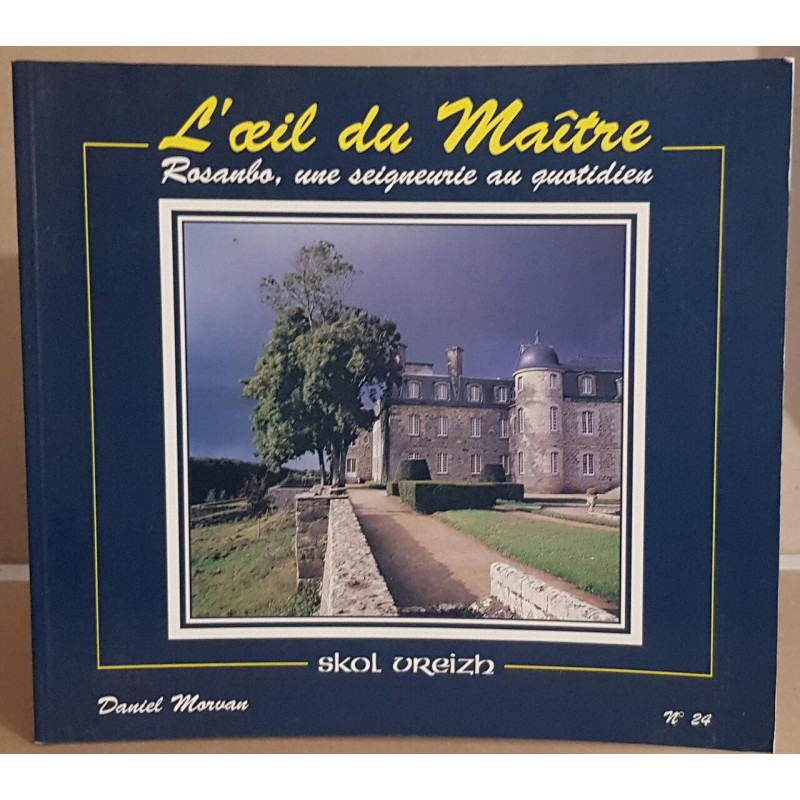 L'œil du Maître
Rosanbo, une seigneurie au quotidien
skol vreizh
Daniel Morvan
N° 24